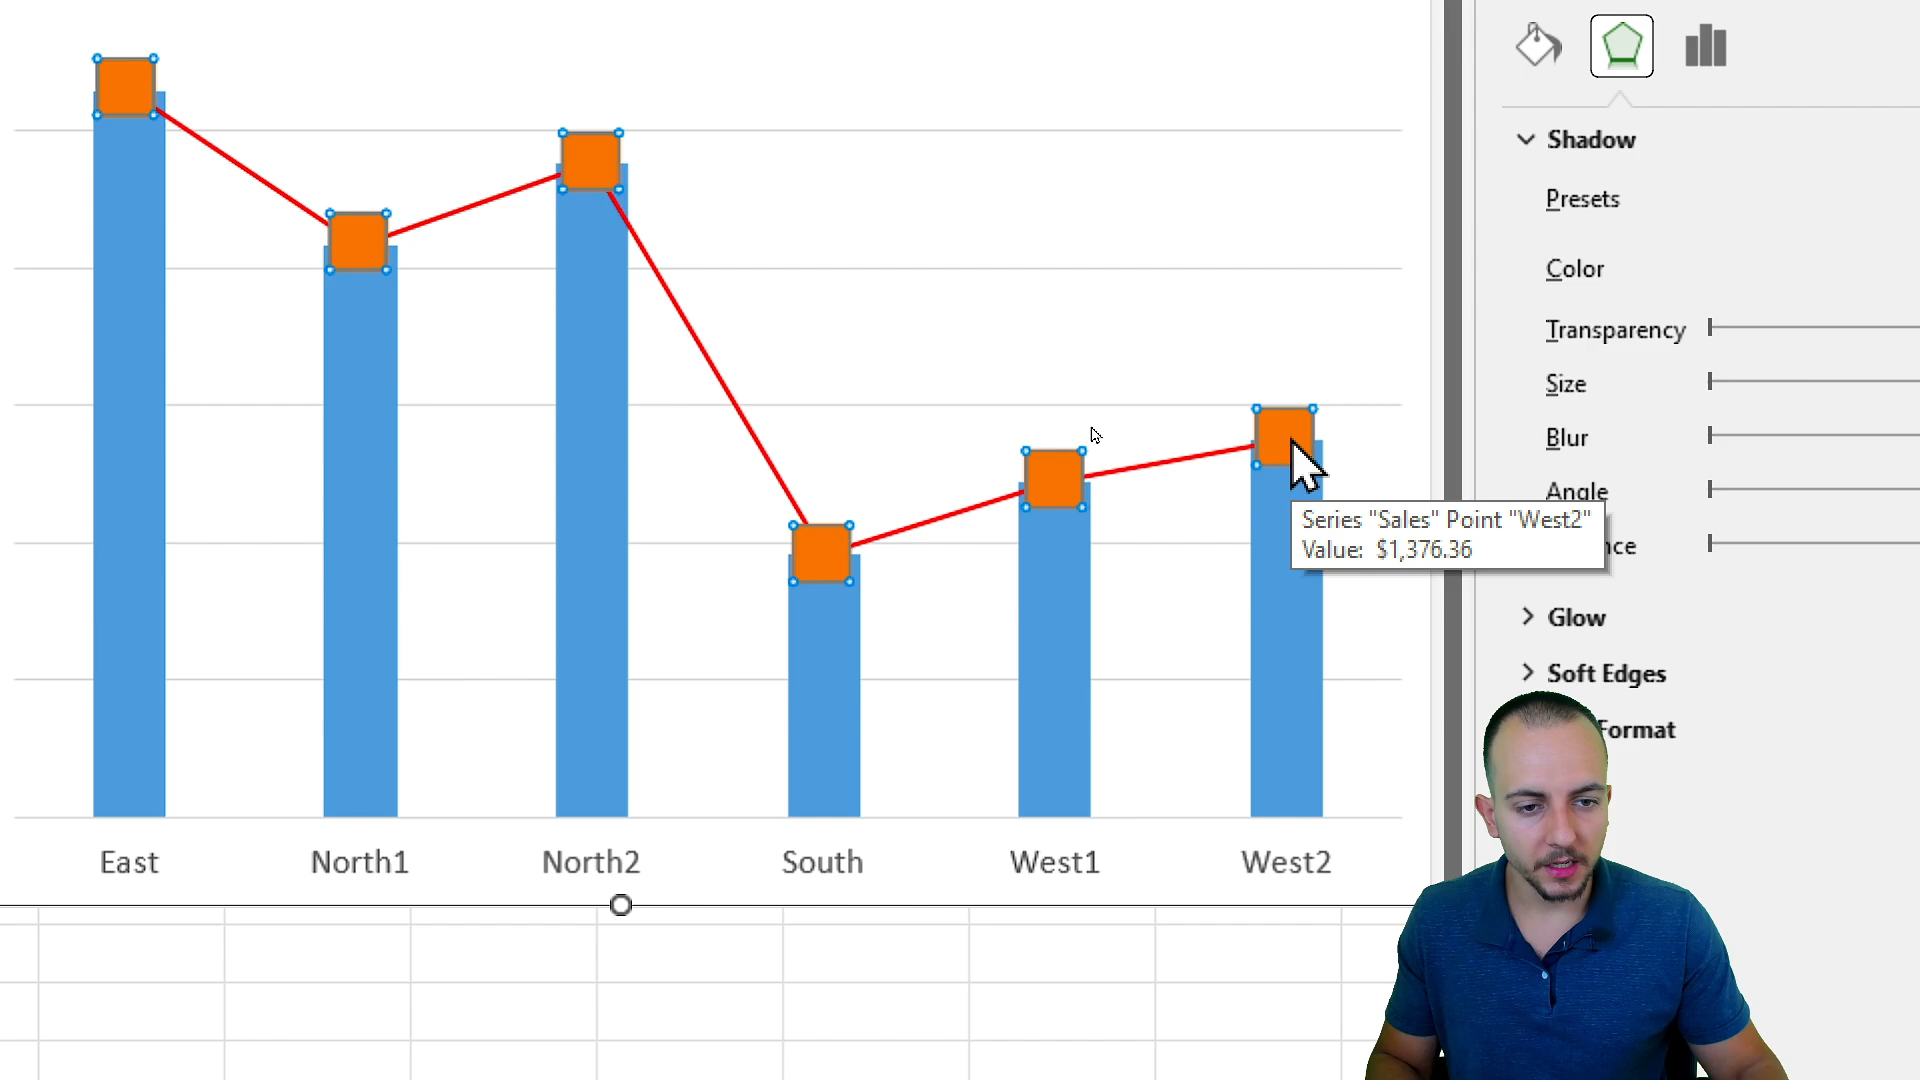 Shadow
Presets
Color
Transparency
Size
Blur
Angle
Series "Sales" Point "West2"
Value: $1,376.36
nce
Glow
Soft Edges
Format
East North1 North2 South West1 West2